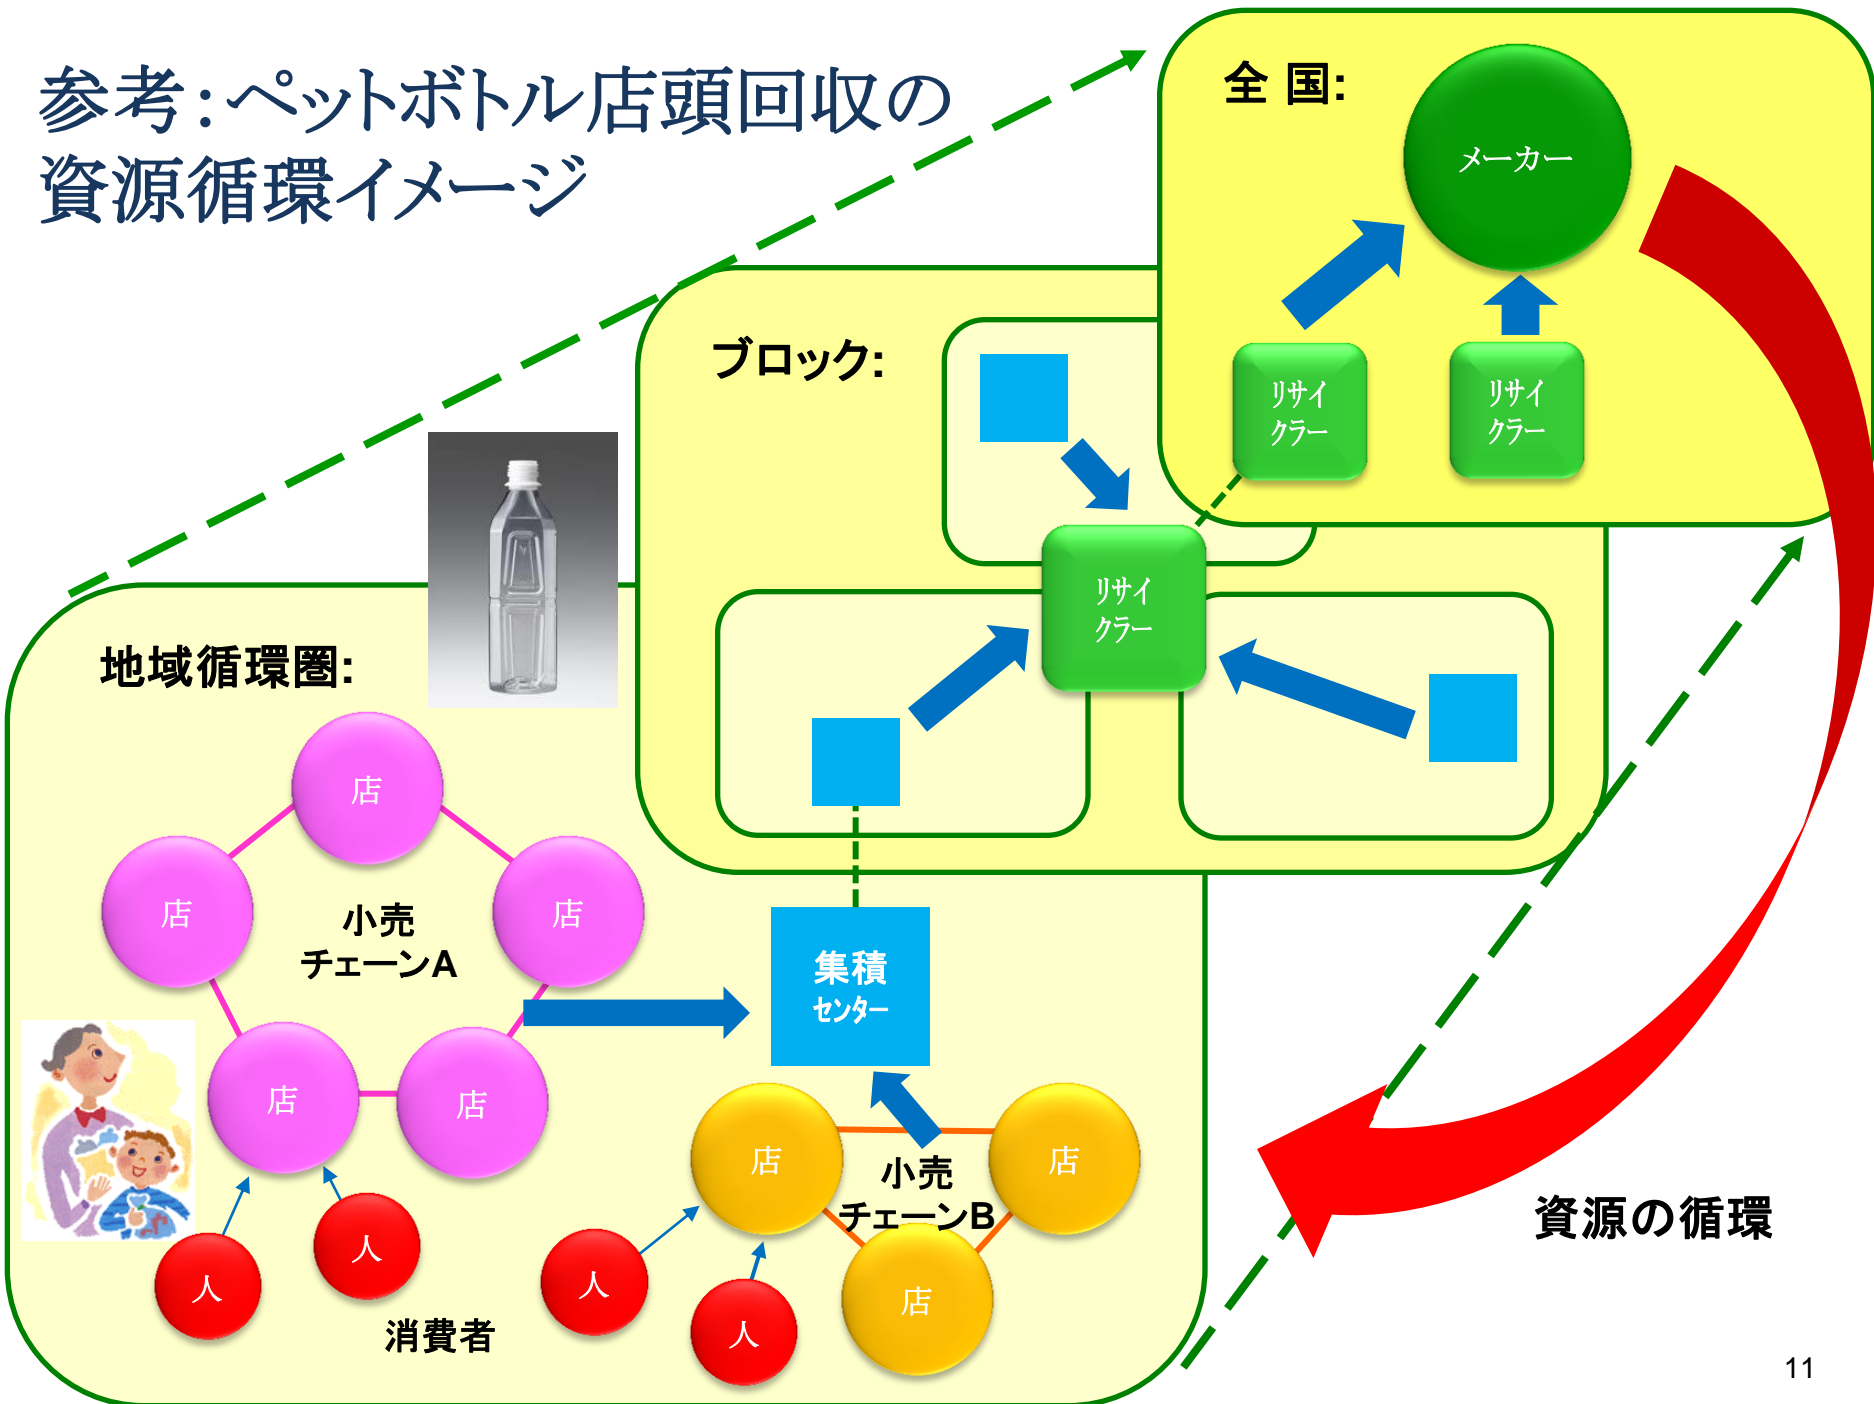 参考：ペットボトル店頭回収の
資源循環イメージ
全 国:
メーカー
リサイ
クラー
リサイ
クラー
ブロック:
リサイ
クラー
地域循環圏:
店
店
店
小売
チェーンA
店
店
集積
センター
店
店
小売
チェーンB
店
人
人
人
人
消費者
資源の循環
11